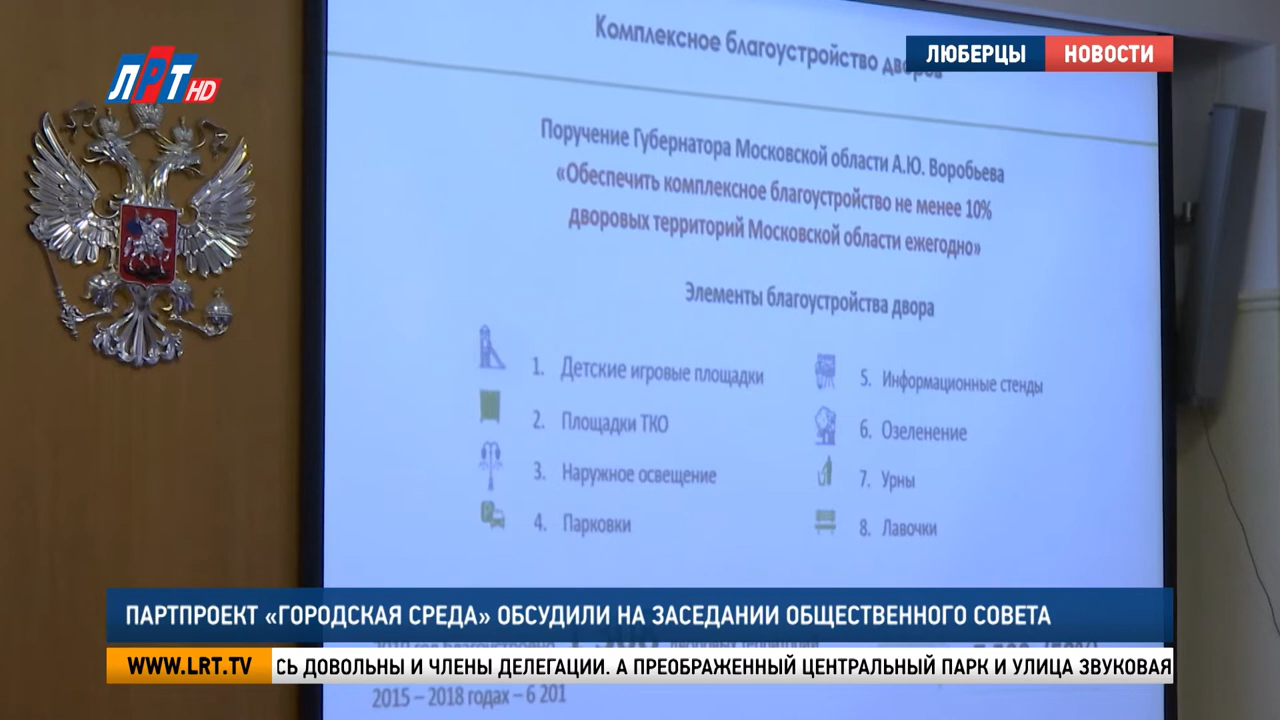 ЛРТ HD
ЛЮБЕРЦЫ НОВОСТИ
Комплексное благоустройство дворов
Поручение Губернатора Московской области А.Ю. Воробьева
«Обеспечить комплексное благоустройство не менее 10%
дворовых территорий Московской области ежегодно»
Элементы благоустройства двора
1. Детские игровые площадки
2. Площадки ТКО
3. Наружное освещение
4. Парковки
5. Информационные стенды
6. Озеленение
7. Урны
8. Лавочки
ПАРТПРОЕКТ «ГОРОДСКАЯ СРЕДА» ОБСУДИЛИ НА ЗАСЕДАНИИ ОБЩЕСТВЕННОГО СОВЕТА
WWW.LRT.TV СЬ ДОВОЛЬНЫ И ЧЛЕНЫ ДЕЛЕГАЦИИ. А ПРЕОБРАЖЕННЫЙ ЦЕНТРАЛЬНЫЙ ПАРК И УЛИЦА ЗВУКОВАЯ
2015 – 2018 годах – 6 201